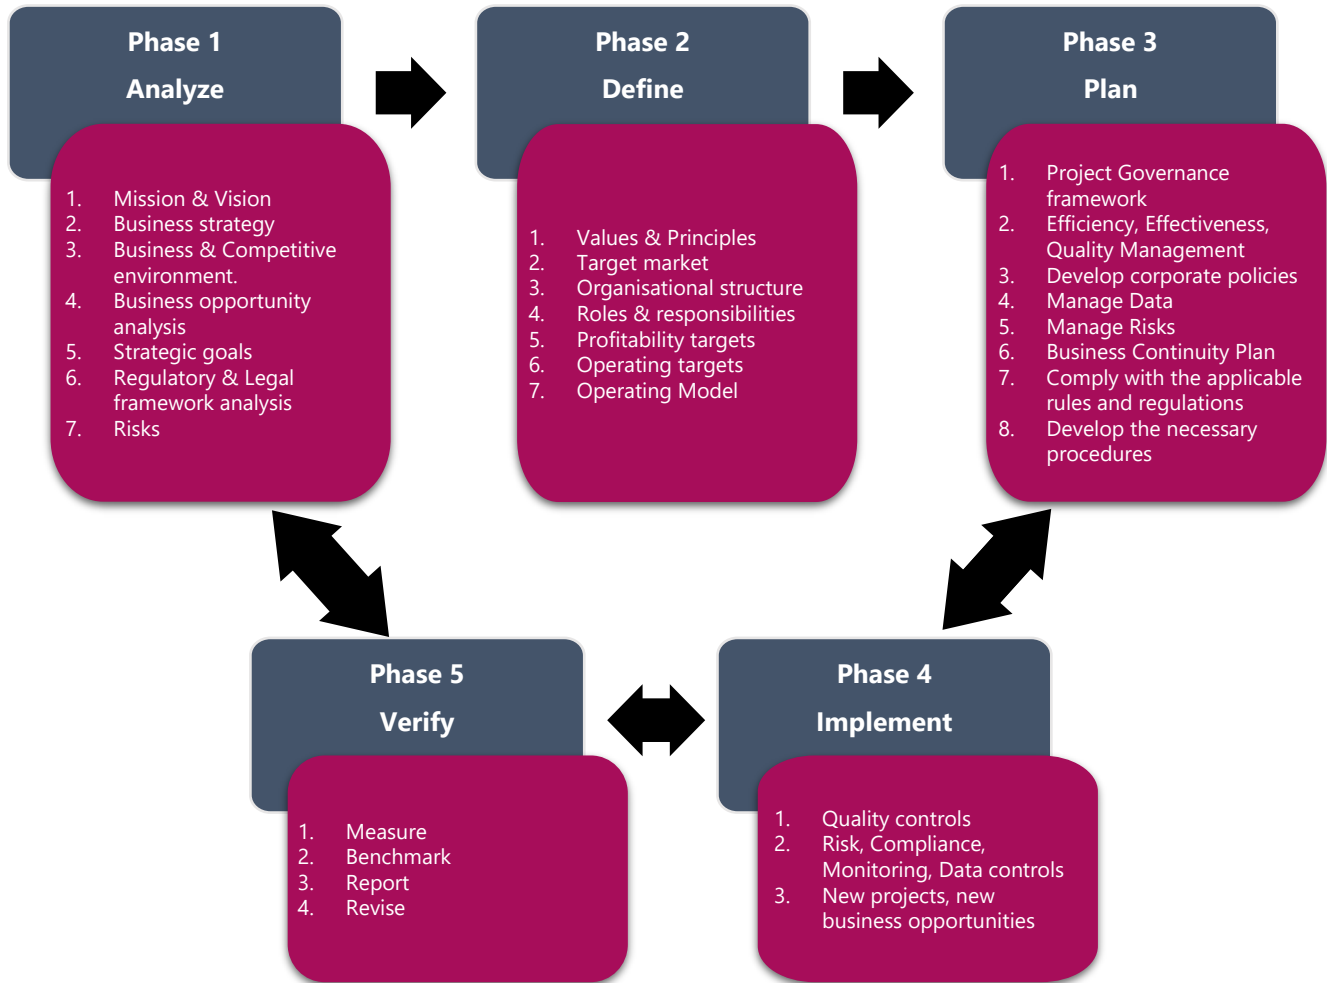 Phase 1
Analyze
1. Mission & Vision
2. Business strategy
3. Business & Competitive
environment.
4. Business opportunity
analysis
5. Strategic goals
6. Regulatory & Legal
framework analysis
7. Risks
Phase 2
Define
1. Values & Principles
2. Target market
3. Organisational structure
4. Roles & responsibilities
5. Profitability targets
6. Operating targets
7. Operating Model
Phase 3
Plan
1. Project Governance
framework
2. Efficiency, Effectiveness,
Quality Management
3. Develop corporate policies
4. Manage Data
5. Manage Risks
6. Business Continuity Plan
7. Comply with the applicable
rules and regulations
8. Develop the necessary
procedures
Phase 5
Verify
1. Measure
2. Benchmark
3. Report
4. Revise
Phase 4
Implement
1. Quality controls
2. Risk, Compliance,
Monitoring, Data controls
3. New projects, new
business opportunities